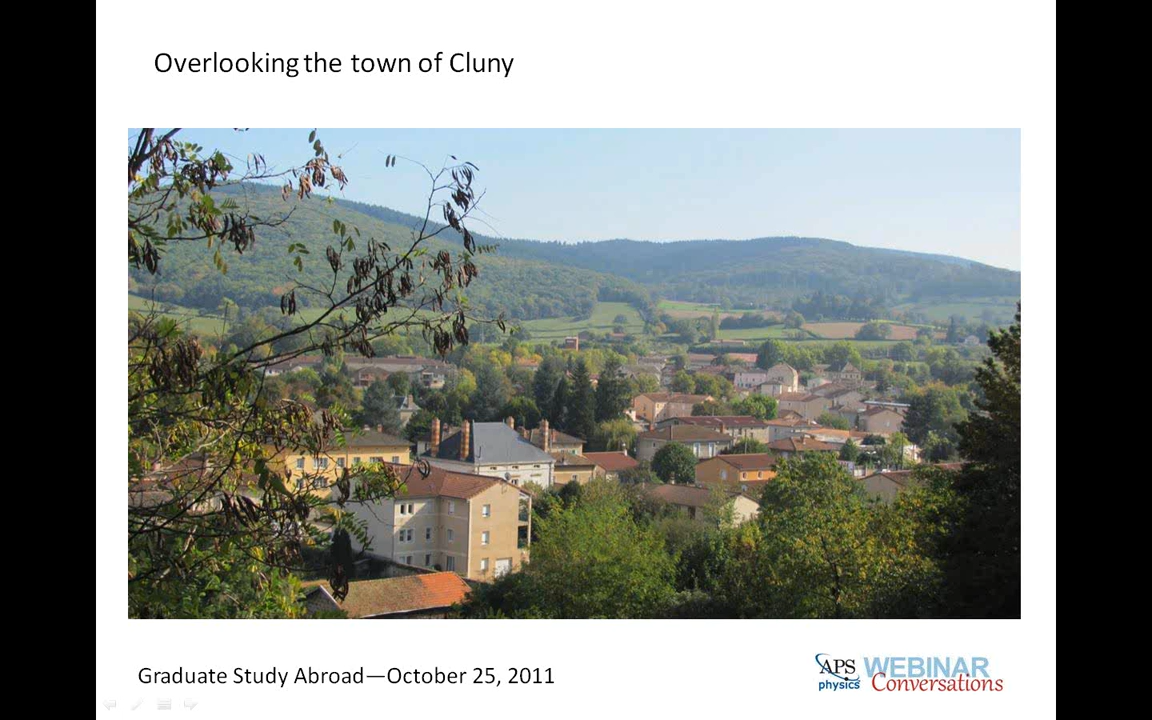 Overlooking the town of Cluny
Graduate Study Abroad—October 25, 2011
APS physics
WEBINAR
Conversations